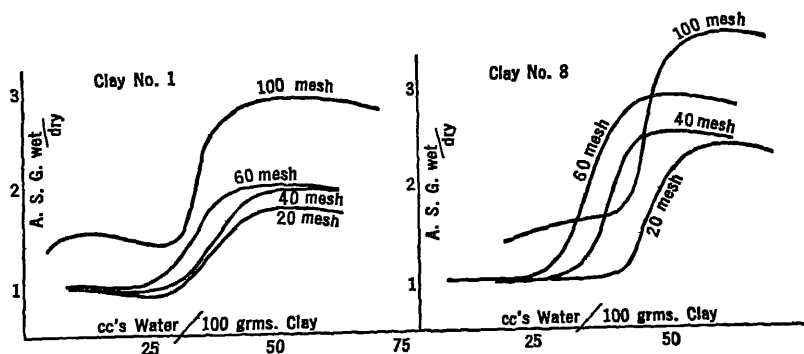 Clay No. 1
3
2
1
A. S. G. wet/dry
100 mesh
60 mesh
40 mesh
20 mesh
cc's Water / 100 grms. Clay
25
50
75
Clay No. 8
3
2
1
A. S. G. wet/dry
100 mesh
60 mesh
40 mesh
20 mesh
cc's Water / 100 grms. Clay
25
50